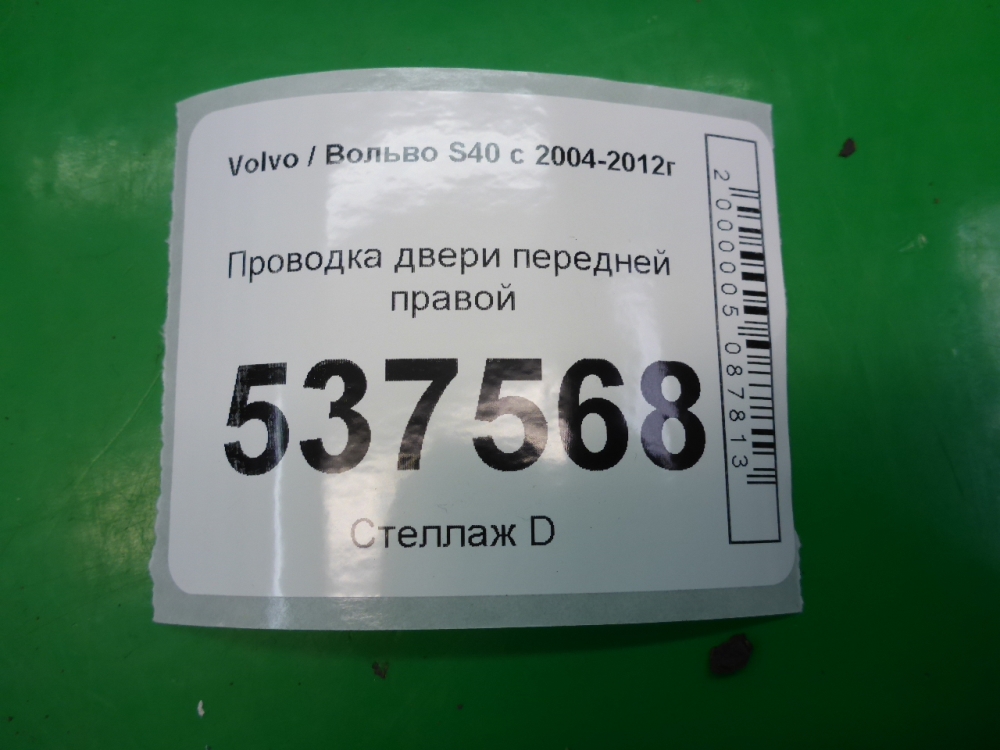 Volvo / Вольво S40 с 2004-2012г
Проводка двери передней
правой
537568
Стеллаж D
2000005087813